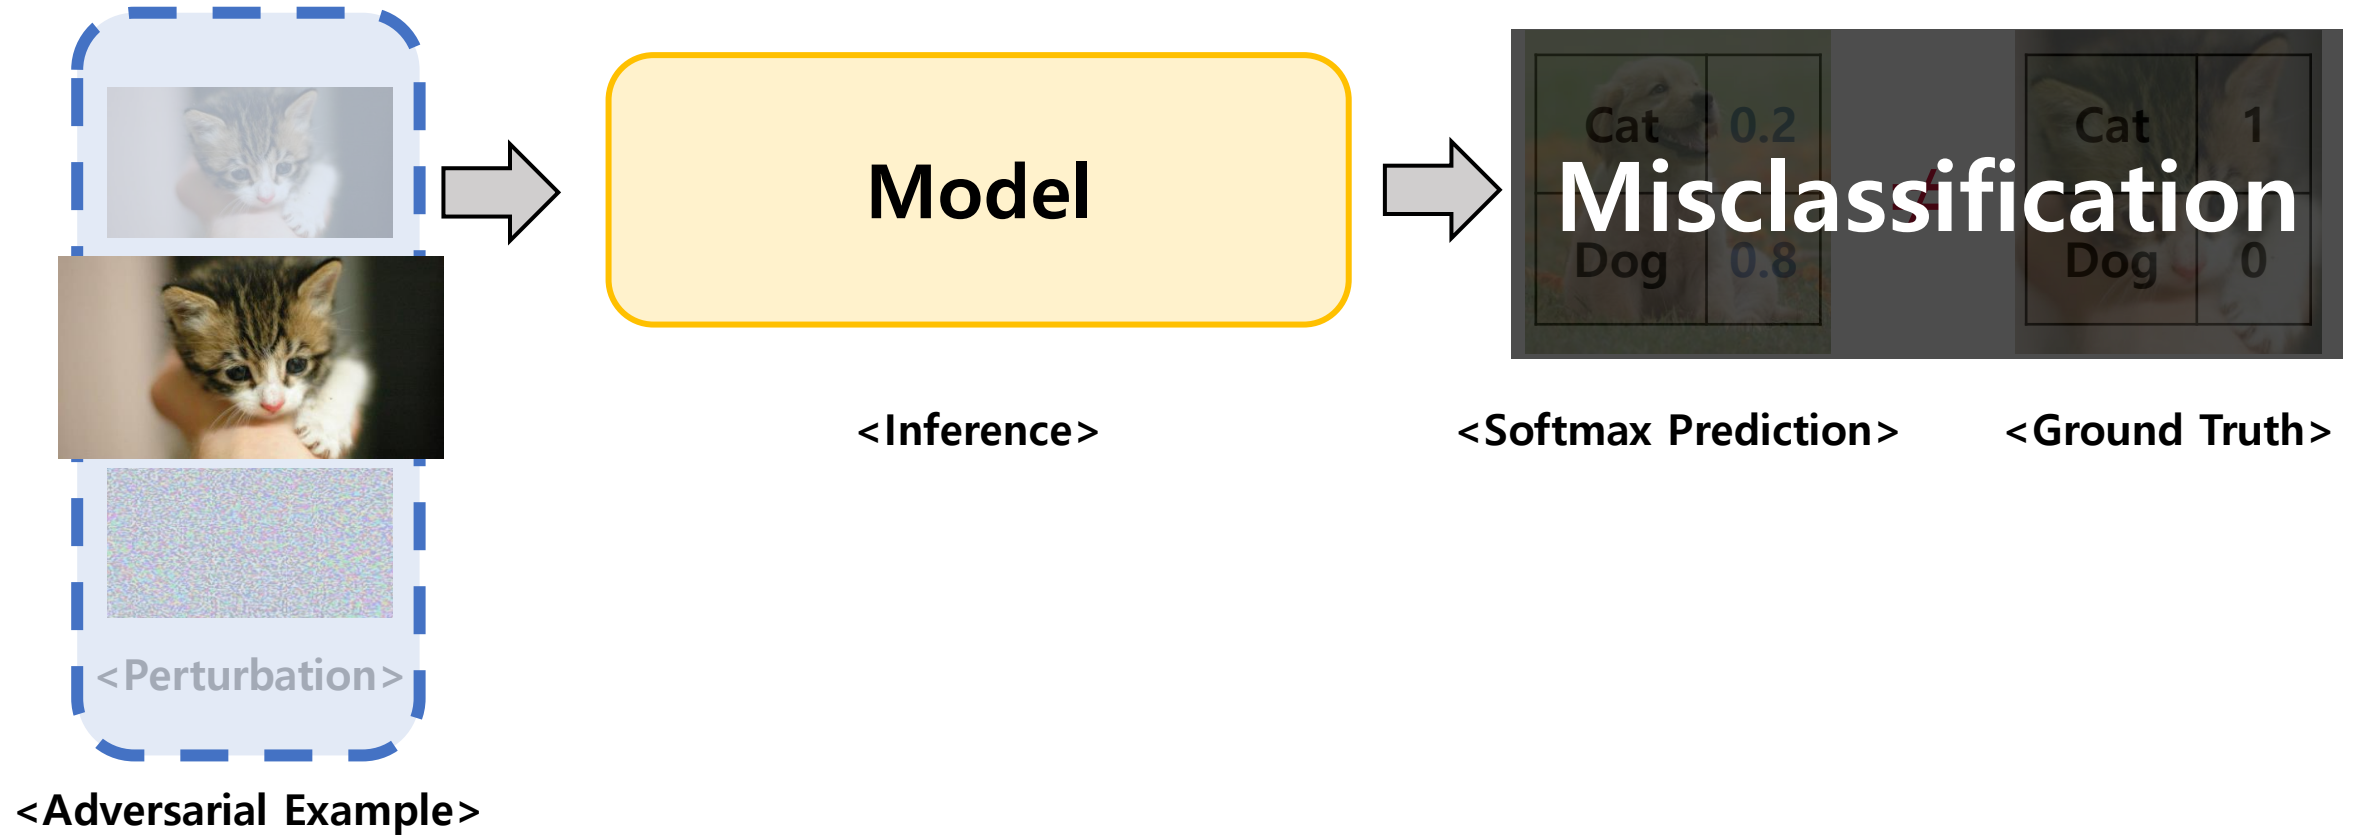 Model
Cat 0.2
Dog 0.8
≠
Cat 1
Dog 0
Misclassification
<Inference>
<Softmax Prediction>
<Ground Truth>
<Perturbation>
<Adversarial Example>